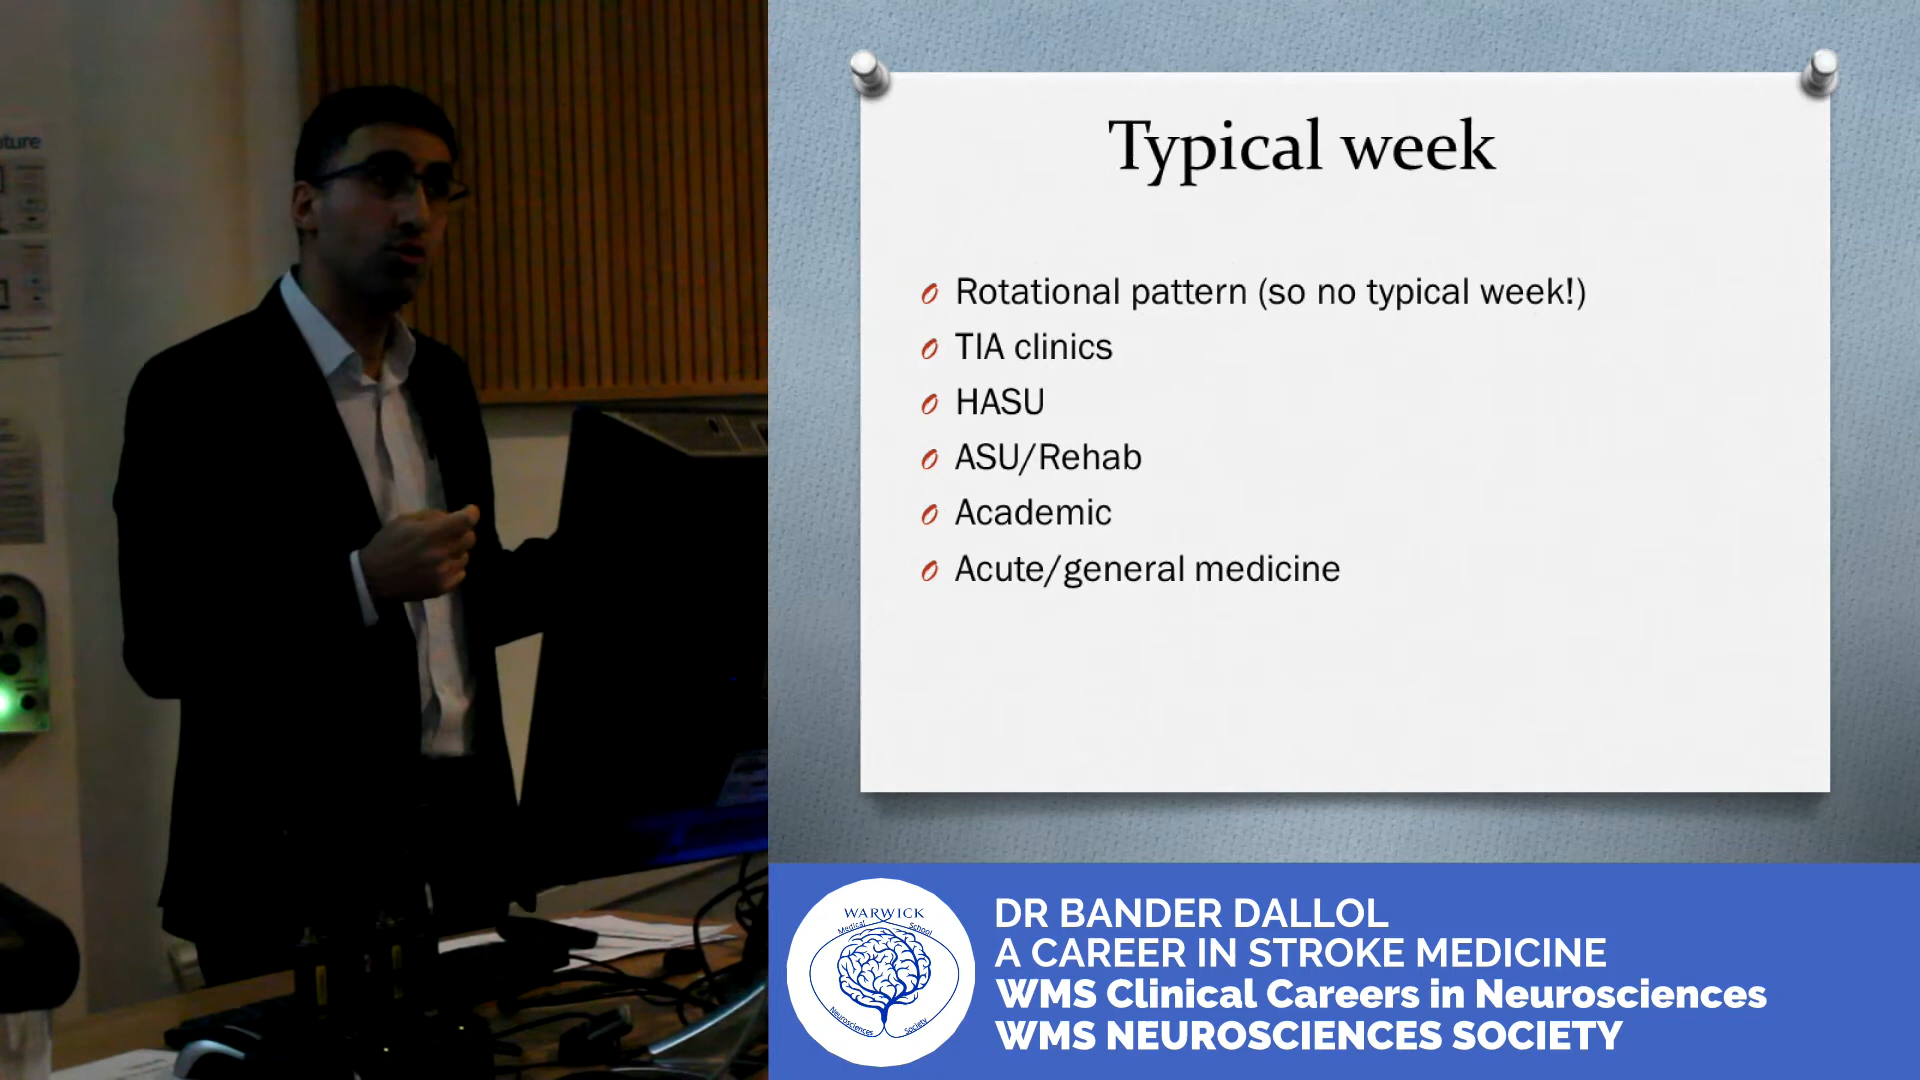 ture
Typical week
Rotational pattern (so no typical week!)
TIA clinics
HASU
ASU/Rehab
Academic
Acute/general medicine
WARWICK
Medical School
Neurosciences Society
DR BANDER DALLOL
A CAREER IN STROKE MEDICINE
WMS Clinical Careers in Neurosciences
WMS NEUROSCIENCES SOCIETY